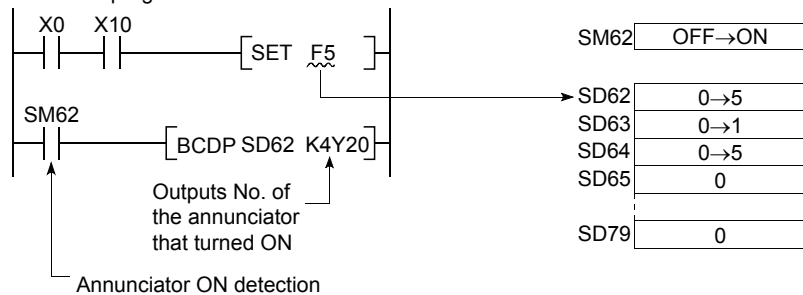 X0 X10
SET F5
SM62
BCDP SD62 K4Y20
Outputs No. of
the annunciator
that turned ON
Annunciator ON detection
SM62 OFF→ON
SD62 0→5
SD63 0→1
SD64 0→5
SD65 0
SD79 0